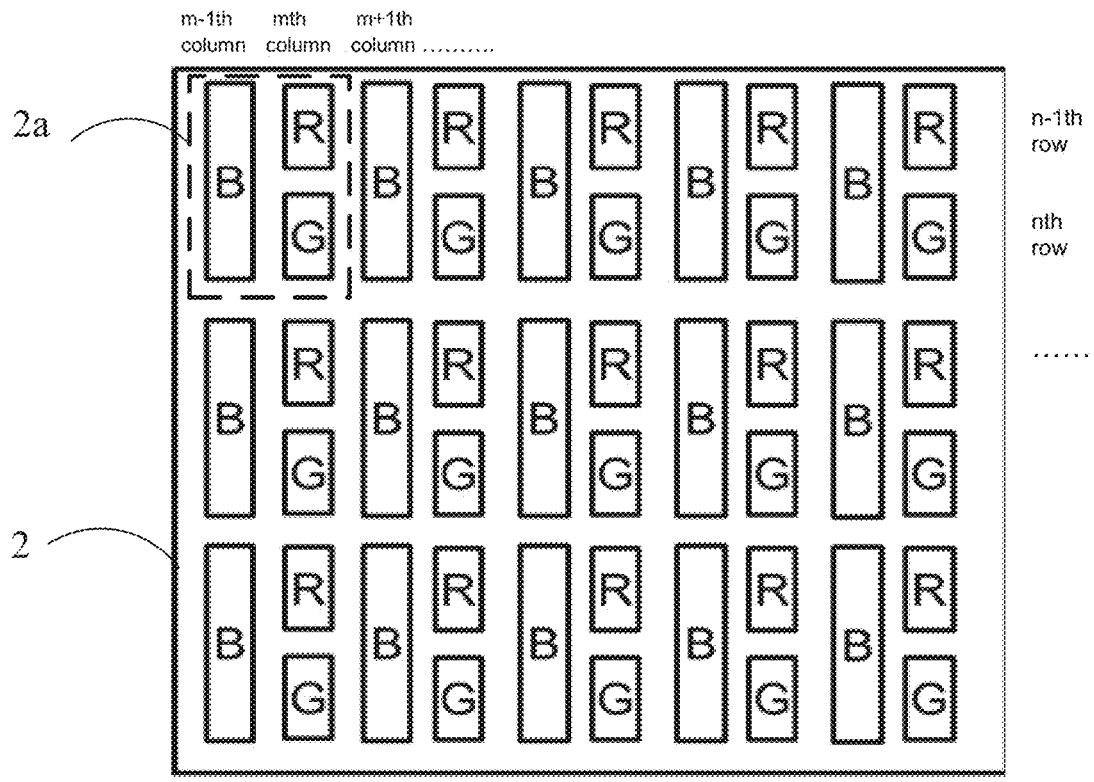 m-1th mth m+1th
column column column ..........
2a
B R B R B R B R B R
n-1th
row
G G G G G
nth
row
B R B R B R B R B R
......
G G G G G
2
B R B R B R B R B R
G G G G G